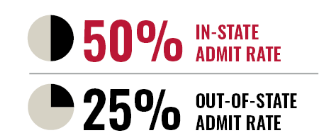 50% IN-STATE
ADMIT RATE
25% OUT-OF-STATE
ADMIT RATE